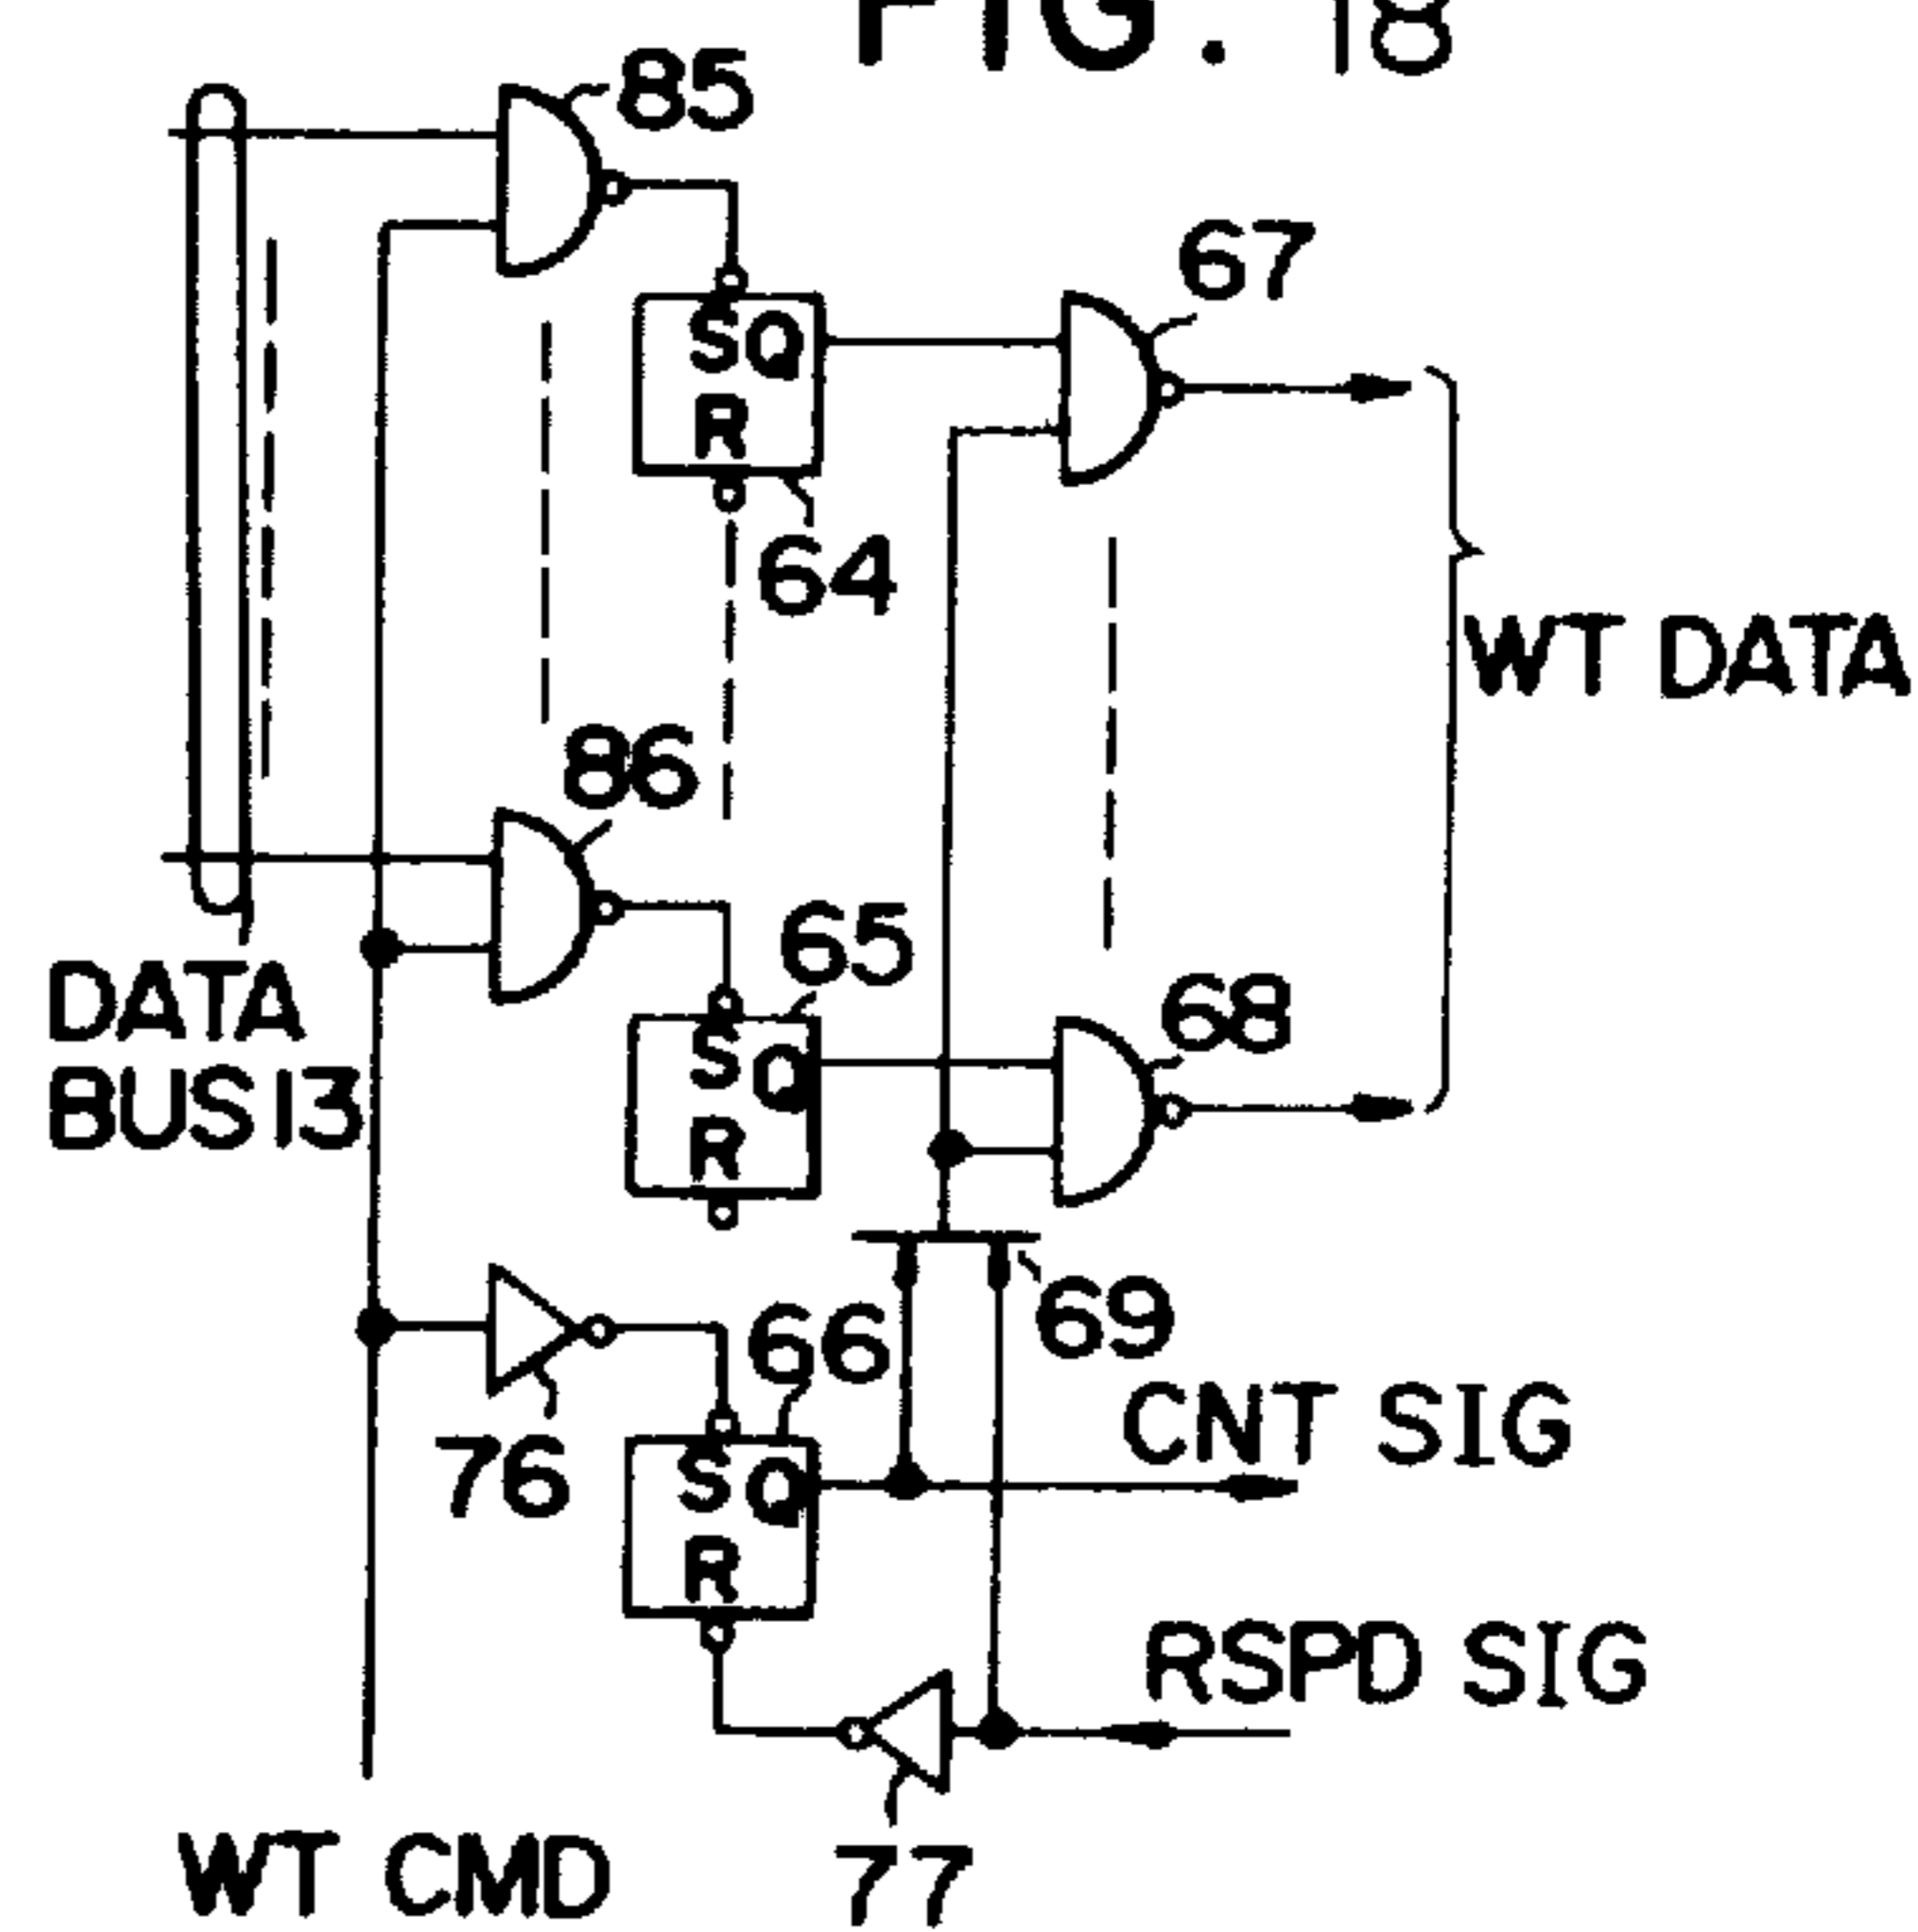 FIG. 18
85
67
S Q
R
64
WT DATA
86
65
68
DATA
BUS 13
S Q
R
69
66
CNT SIG
76
S Q
R
RSPD SIG
77
WT CMD